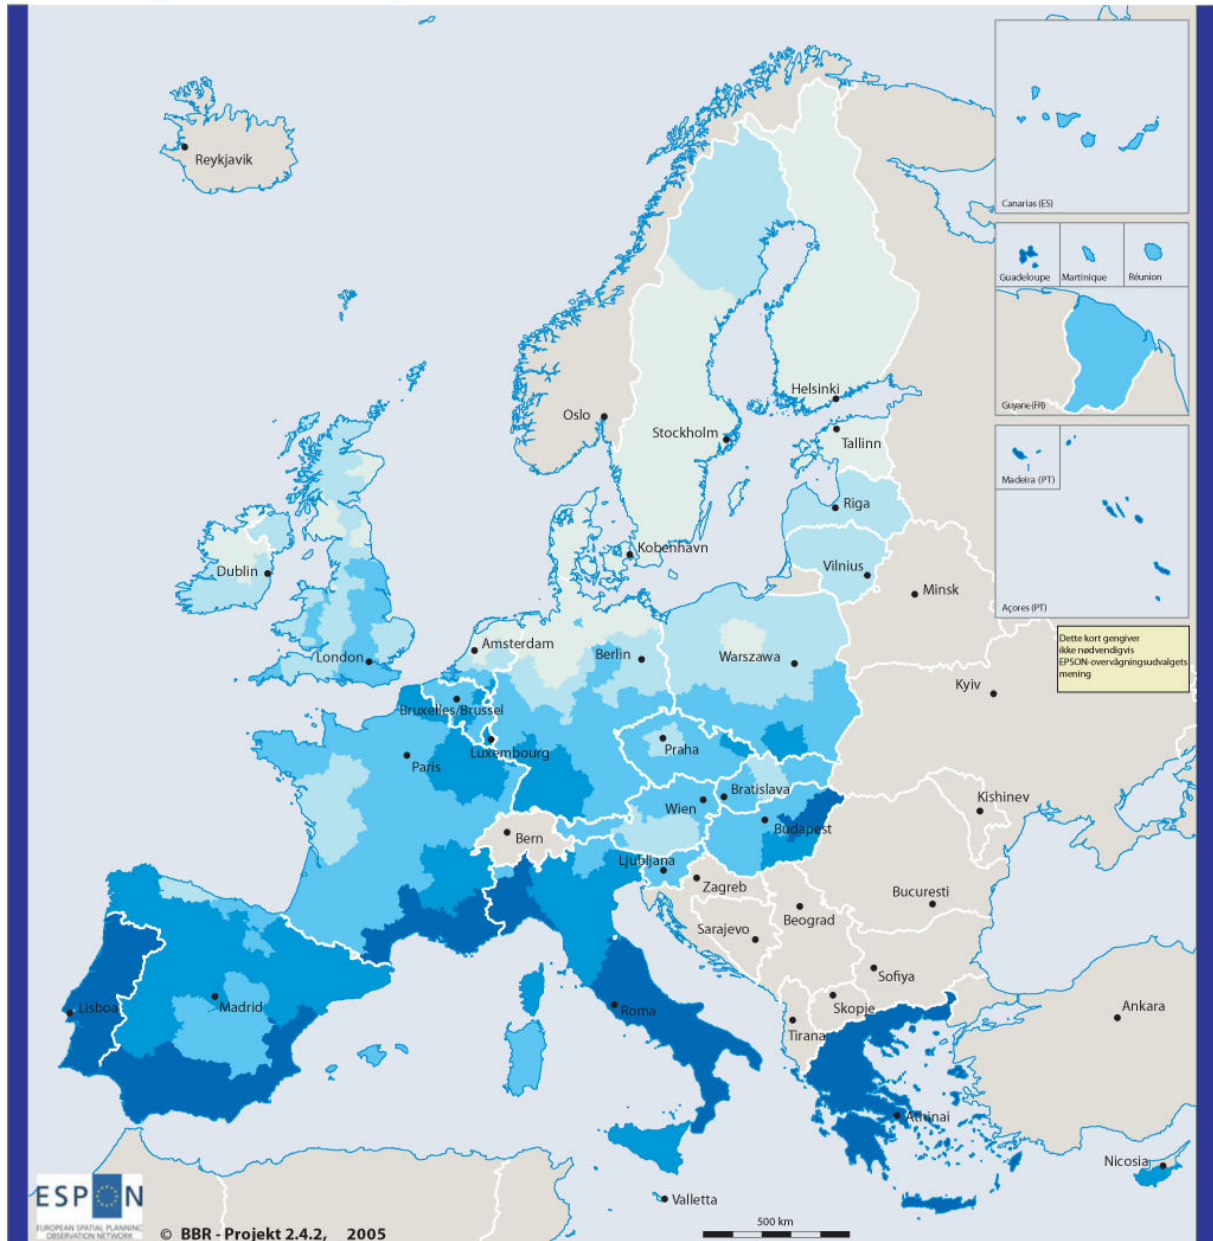 Reykjavik
Canarias (ES)
Guadeloupe
Martinique
Réunion
Guyane (FR)
Helsinki
Oslo
Stockholm
Tallinn
Madeira (PT)
Riga
Kobenhavn
Dublin
Vilnius
Minsk
Açores (PT)
Dette kort gengiver
ikke nødvendigvis
EPSON-overvågningsudvalgets
mening
Amsterdam
London
Berlin
Warszawa
Kyiv
Bruxelles/Brussel
Luxembourg
Praha
Paris
Bratislava
Wien
Kishinev
Bern
Budapest
Ljubljana
Zagreb
Bucuresti
Beograd
Sarajevo
Sofiya
Lisboa
Madrid
Roma
Skopje
Ankara
Tirana
Athinai
Nicosia
Valletta
ESPON
EUROPEAN SPATIAL PLANNING
OBSERVATION NETWORK
© BBR - Projekt 2.4.2, 2005
500 km